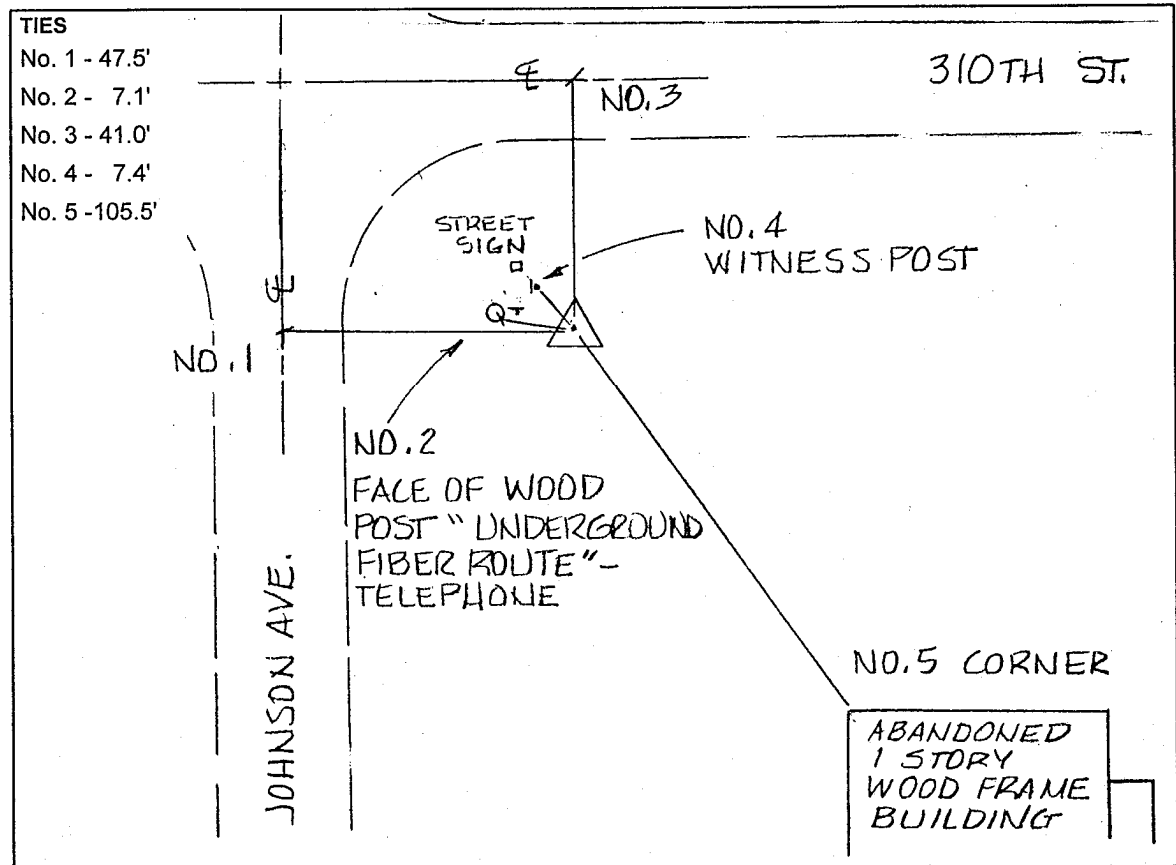 TIES
No. 1 - 47.5'
No. 2 - 7.1'
No. 3 - 41.0'
No. 4 - 7.4'
No. 5 -105.5'
℄
310TH ST.
NO.3
STREET
SIGN
NO.4
WITNESS POST
℄
NO.1
NO.2
FACE OF WOOD
POST "UNDERGROUND
FIBER ROUTE"-
TELEPHONE
JOHNSON AVE.
NO.5 CORNER
ABANDONED
1 STORY
WOOD FRAME
BUILDING